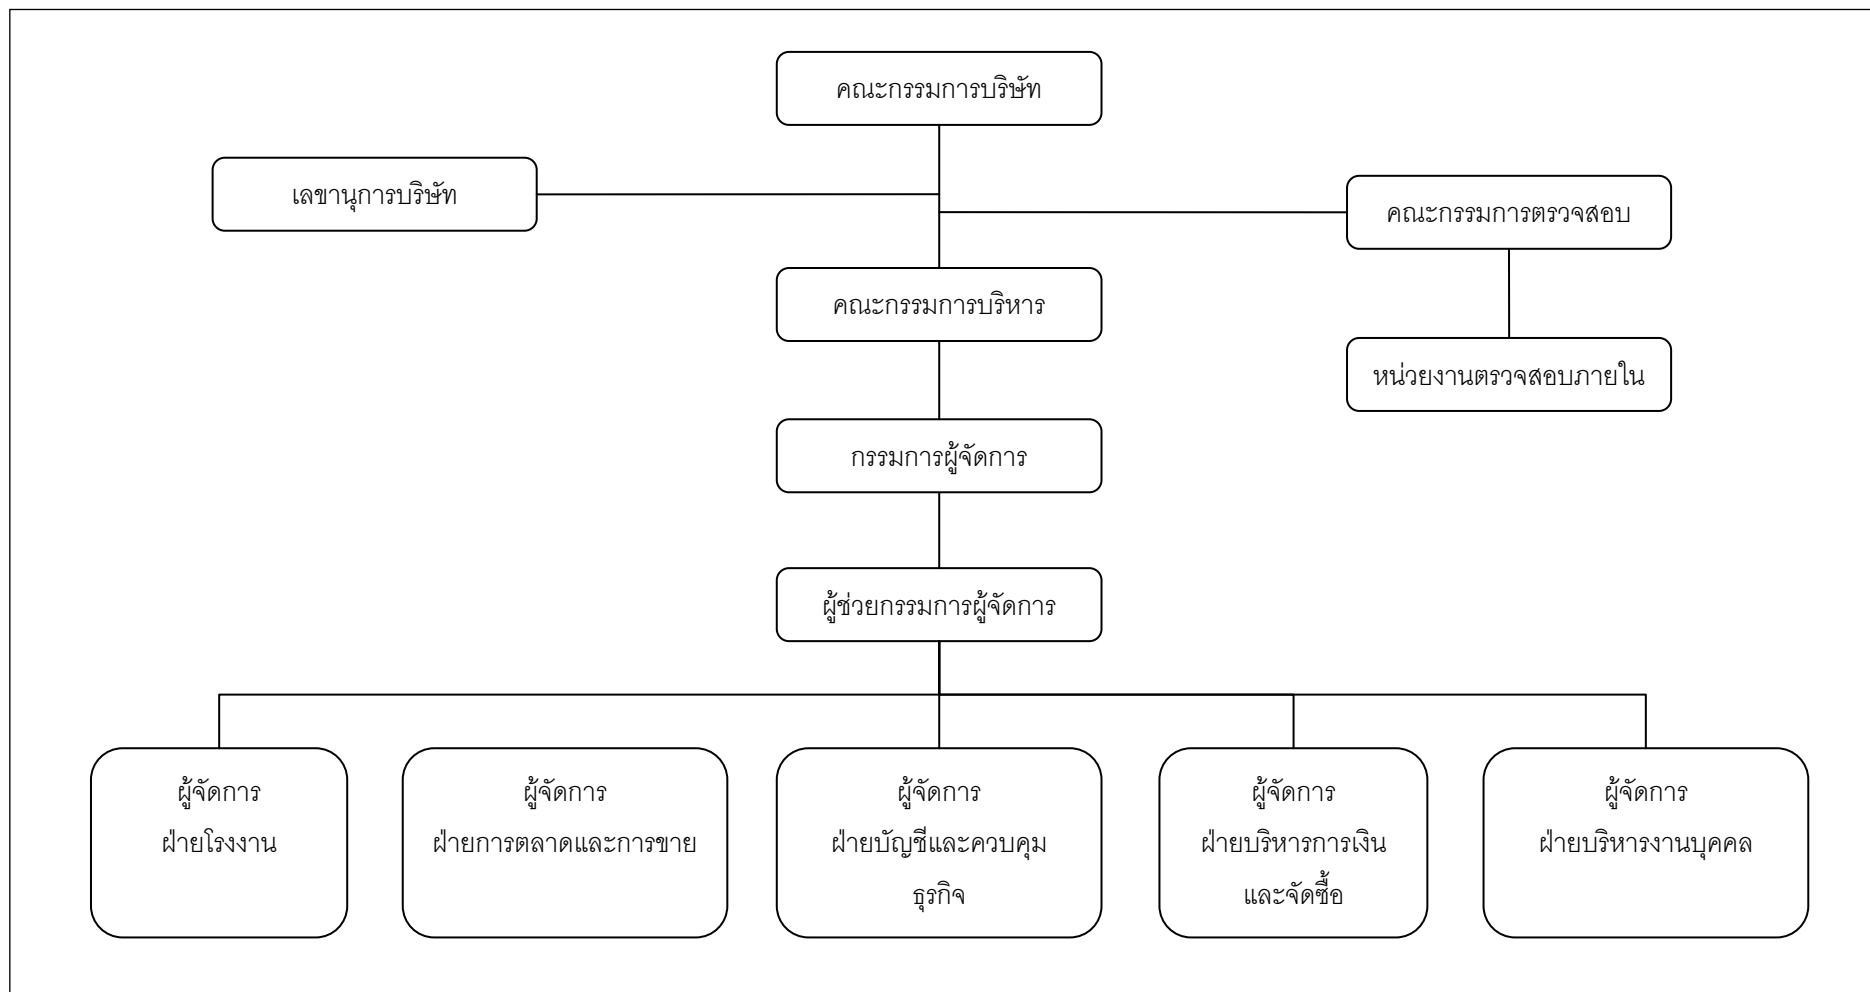 คณะกรรมการบริษัท
เลขานุการบริษัท
คณะกรรมการตรวจสอบ
คณะกรรมการบริหาร
หน่วยงานตรวจสอบภายใน
กรรมการผู้จัดการ
ผู้ช่วยกรรมการผู้จัดการ
ผู้จัดการ
ฝ่ายโรงงาน
ผู้จัดการ
ฝ่ายการตลาดและการขาย
ผู้จัดการ
ฝ่ายบัญชีและควบคุม
ธุรกิจ
ผู้จัดการ
ฝ่ายบริหารการเงิน
และจัดซื้อ
ผู้จัดการ
ฝ่ายบริหารงานบุคคล